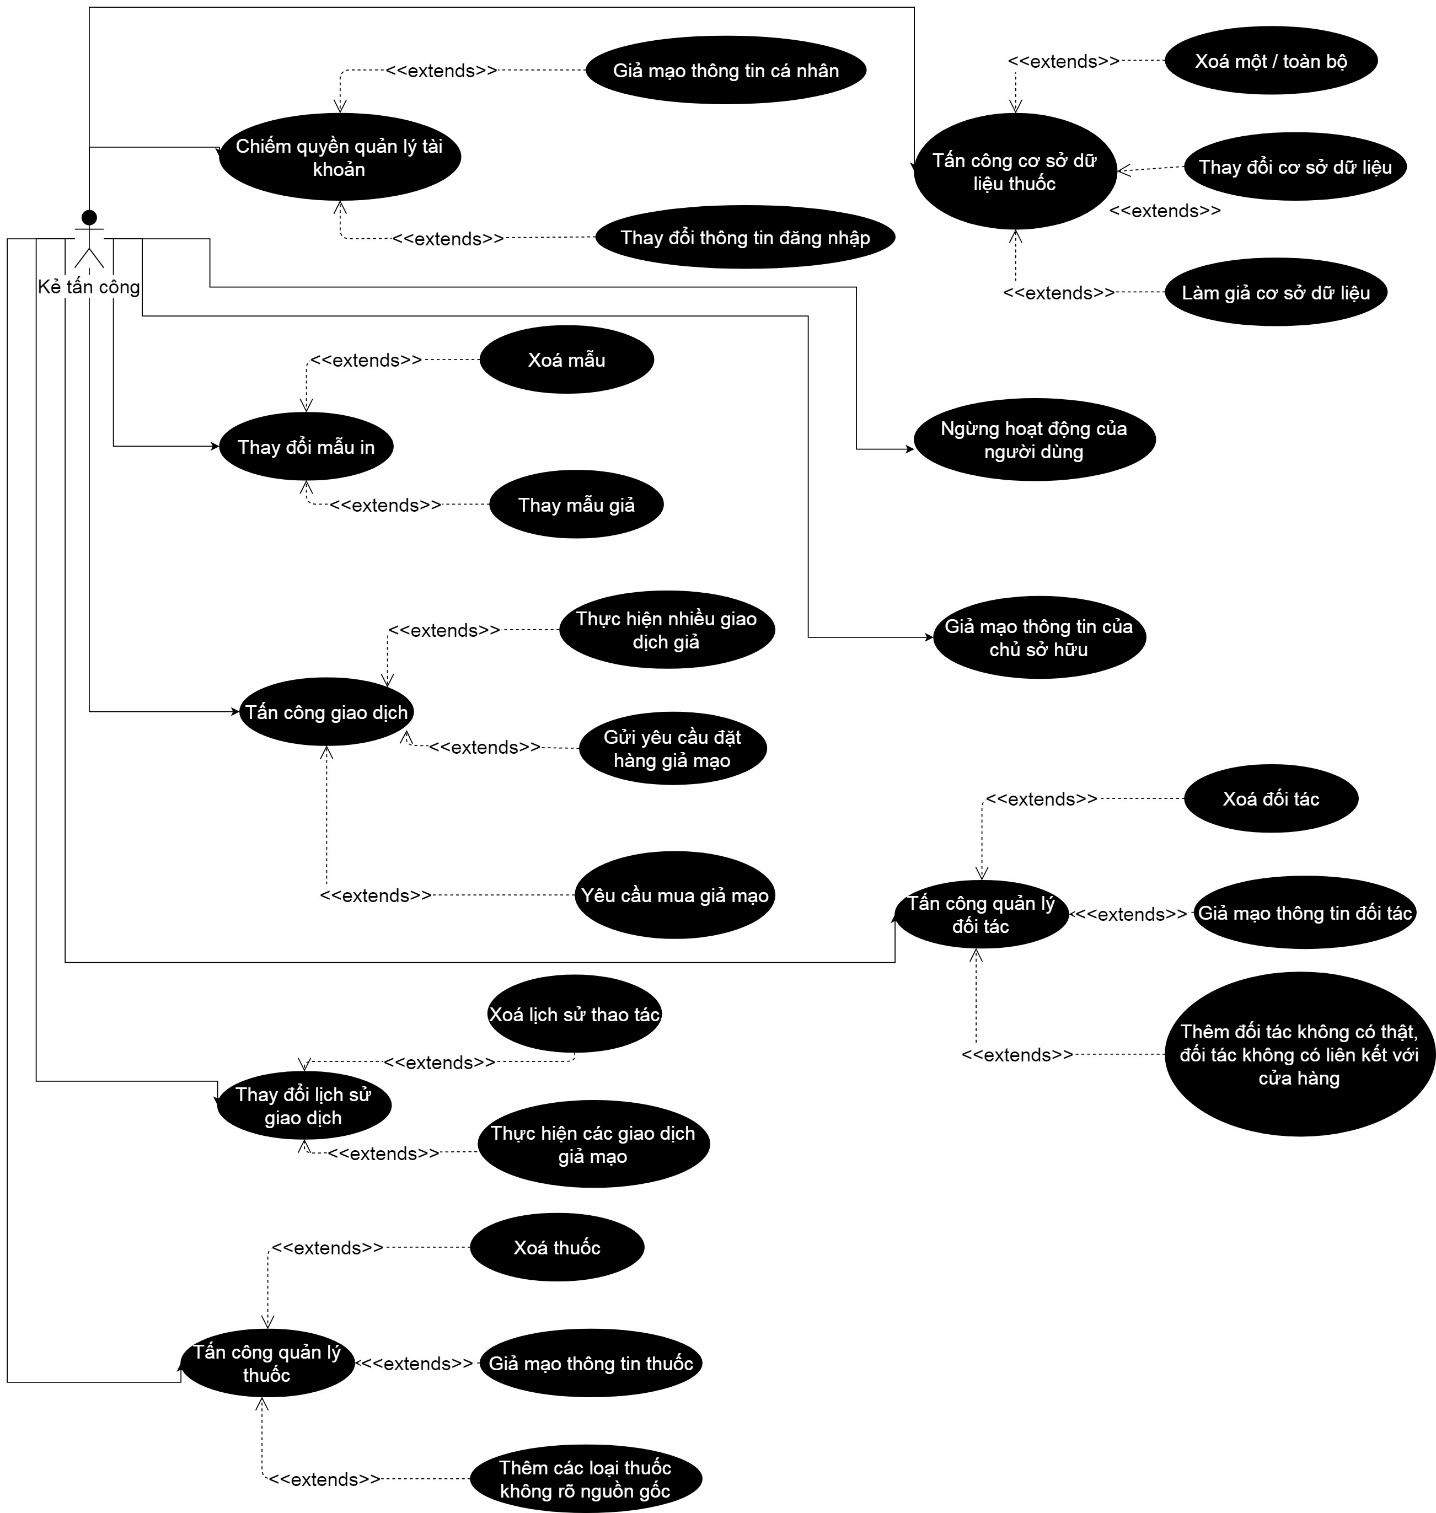 <<extends>>
Giả mạo thông tin cá nhân
Chiếm quyền quản lý tài
khoản
<<extends>>
Thay đổi thông tin đăng nhập
<<extends>>
Xoá một / toàn bộ
Tấn công cơ sở dữ
liệu thuốc
Thay đổi cơ sở dữ liệu
<<extends>>
<<extends>>
Làm giả cơ sở dữ liệu
Kẻ tấn công
<<extends>>
Xoá mẫu
Thay đổi mẫu in
<<extends>>
Thay mẫu giả
Ngừng hoạt động của
người dùng
<<extends>>
Thực hiện nhiều giao
dịch giả
Giả mạo thông tin của
chủ sở hữu
Tấn công giao dịch
<<extends>>
Gửi yêu cầu đặt
hàng giả mạo
<<extends>>
Yêu cầu mua giả mạo
<<extends>>
Xoá đối tác
Tấn công quản lý
đối tác
<<extends>>
Giả mạo thông tin đối tác
<<extends>>
Thêm đối tác không có thật,
đối tác không có liên kết với
cửa hàng
Xoá lịch sử thao tác
<<extends>>
Thay đổi lịch sử
giao dịch
<<extends>>
Thực hiện các giao dịch
giả mạo
<<extends>>
Xoá thuốc
Tấn công quản lý
thuốc
<<extends>>
Giả mạo thông tin thuốc
<<extends>>
Thêm các loại thuốc
không rõ nguồn gốc